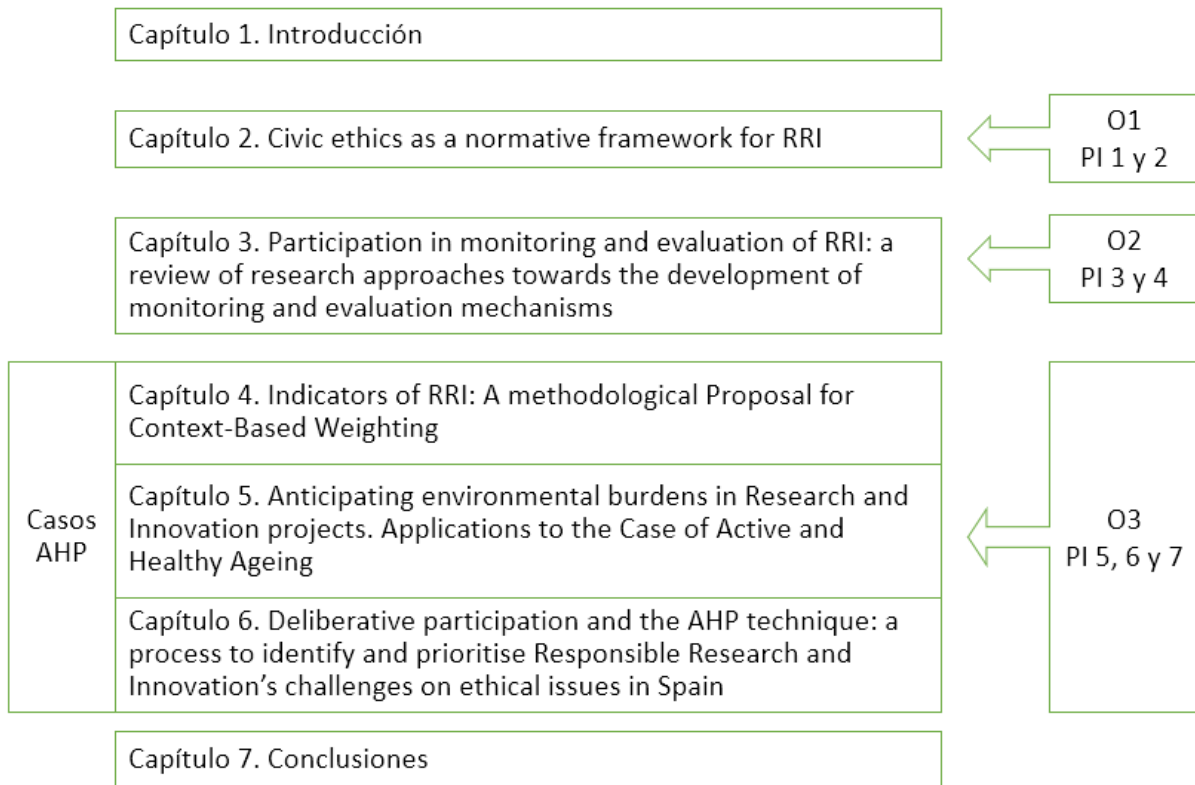 Capítulo 1. Introducción
Capítulo 2. Civic ethics as a normative framework for RRI
O1
PI 1 y 2
Capítulo 3. Participation in monitoring and evaluation of RRI: a
review of research approaches towards the development of
monitoring and evaluation mechanisms
O2
PI 3 y 4
Casos
AHP
Capítulo 4. Indicators of RRI: A methodological Proposal for
Context-Based Weighting
Capítulo 5. Anticipating environmental burdens in Research and
Innovation projects. Applications to the Case of Active and
Healthy Ageing
Capítulo 6. Deliberative participation and the AHP technique: a
process to identify and prioritise Responsible Research and
Innovation’s challenges on ethical issues in Spain
O3
PI 5, 6 y 7
Capítulo 7. Conclusiones